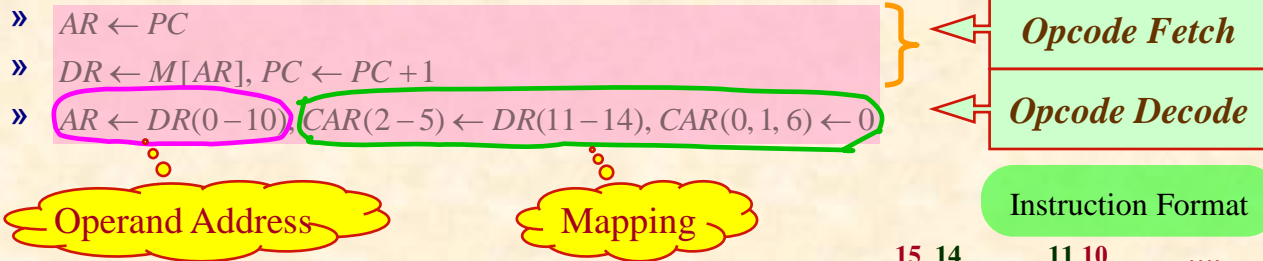 » AR ← PC
» DR ← M[AR], PC ← PC +1
» AR ← DR(0−10), CAR(2−5) ← DR(11−14), CAR(0,1,6) ← 0
Opcode Fetch
Opcode Decode
Operand Address
Mapping
Instruction Format
15 14 11 10 ....